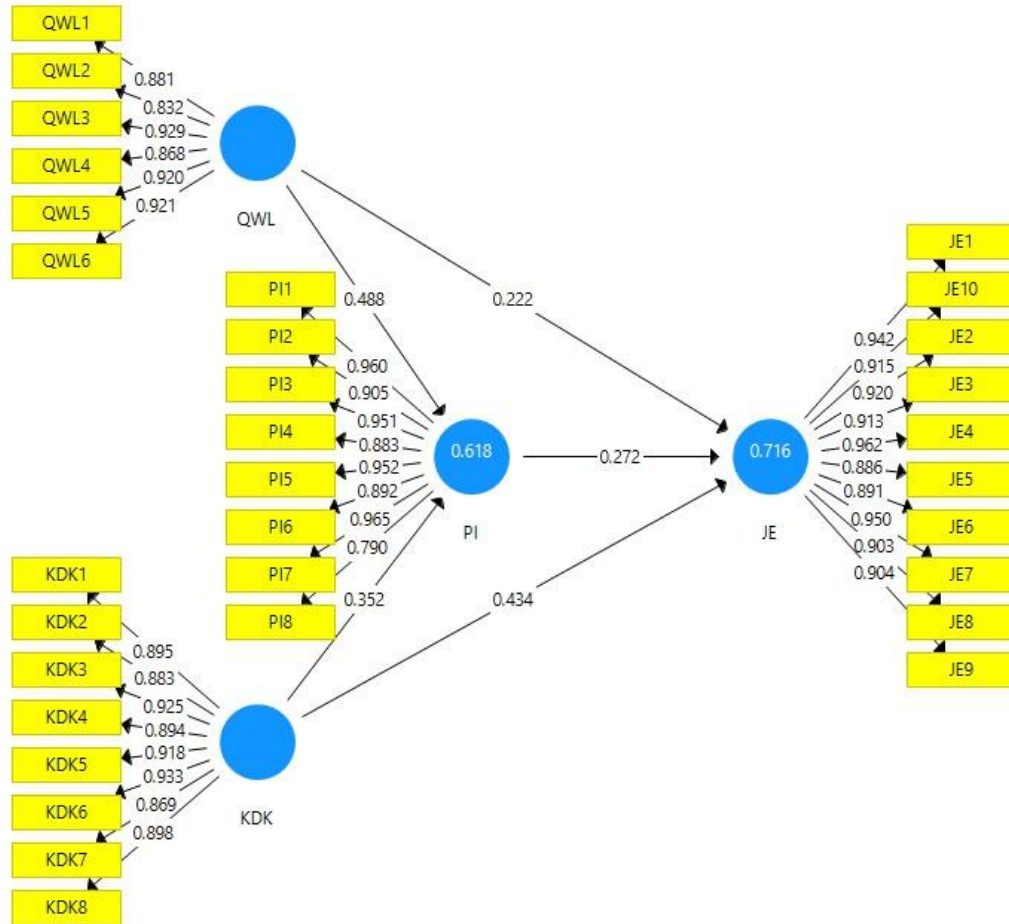 QWL1
QWL2
QWL3
QWL4
QWL5
QWL6
0.881
0.832
0.929
0.868
0.920
0.921
QWL
0.488
0.222
PI1
PI2
PI3
PI4
PI5
PI6
PI7
PI8
0.960
0.905
0.951
0.883
0.952
0.892
0.965
0.790
0.618
PI
0.272
0.352
0.434
KDK1
KDK2
KDK3
KDK4
KDK5
KDK6
KDK7
KDK8
0.895
0.883
0.925
0.894
0.918
0.933
0.869
0.898
KDK
0.716
JE
0.942
0.915
0.920
0.913
0.962
0.886
0.891
0.950
0.903
0.904
JE1
JE10
JE2
JE3
JE4
JE5
JE6
JE7
JE8
JE9